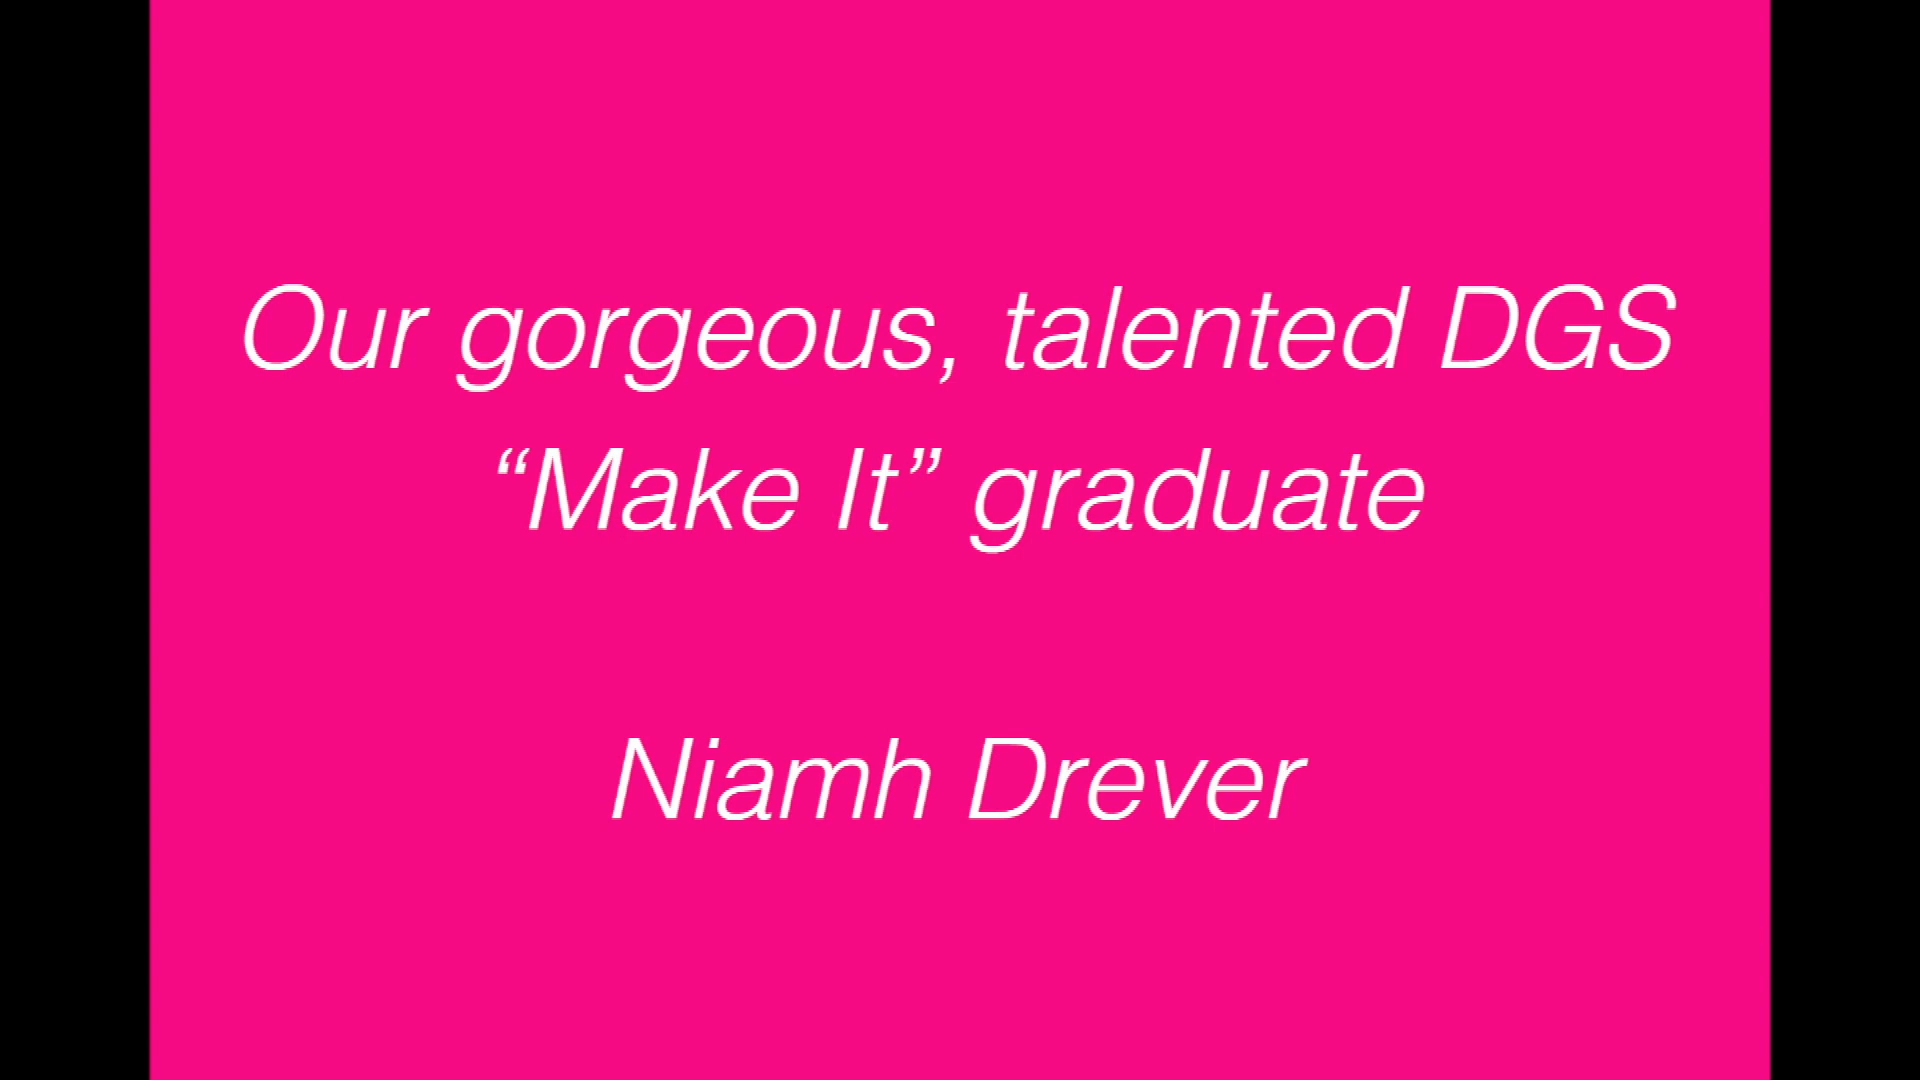 Our gorgeous, talented DGS
“Make It” graduate
Niamh Drever